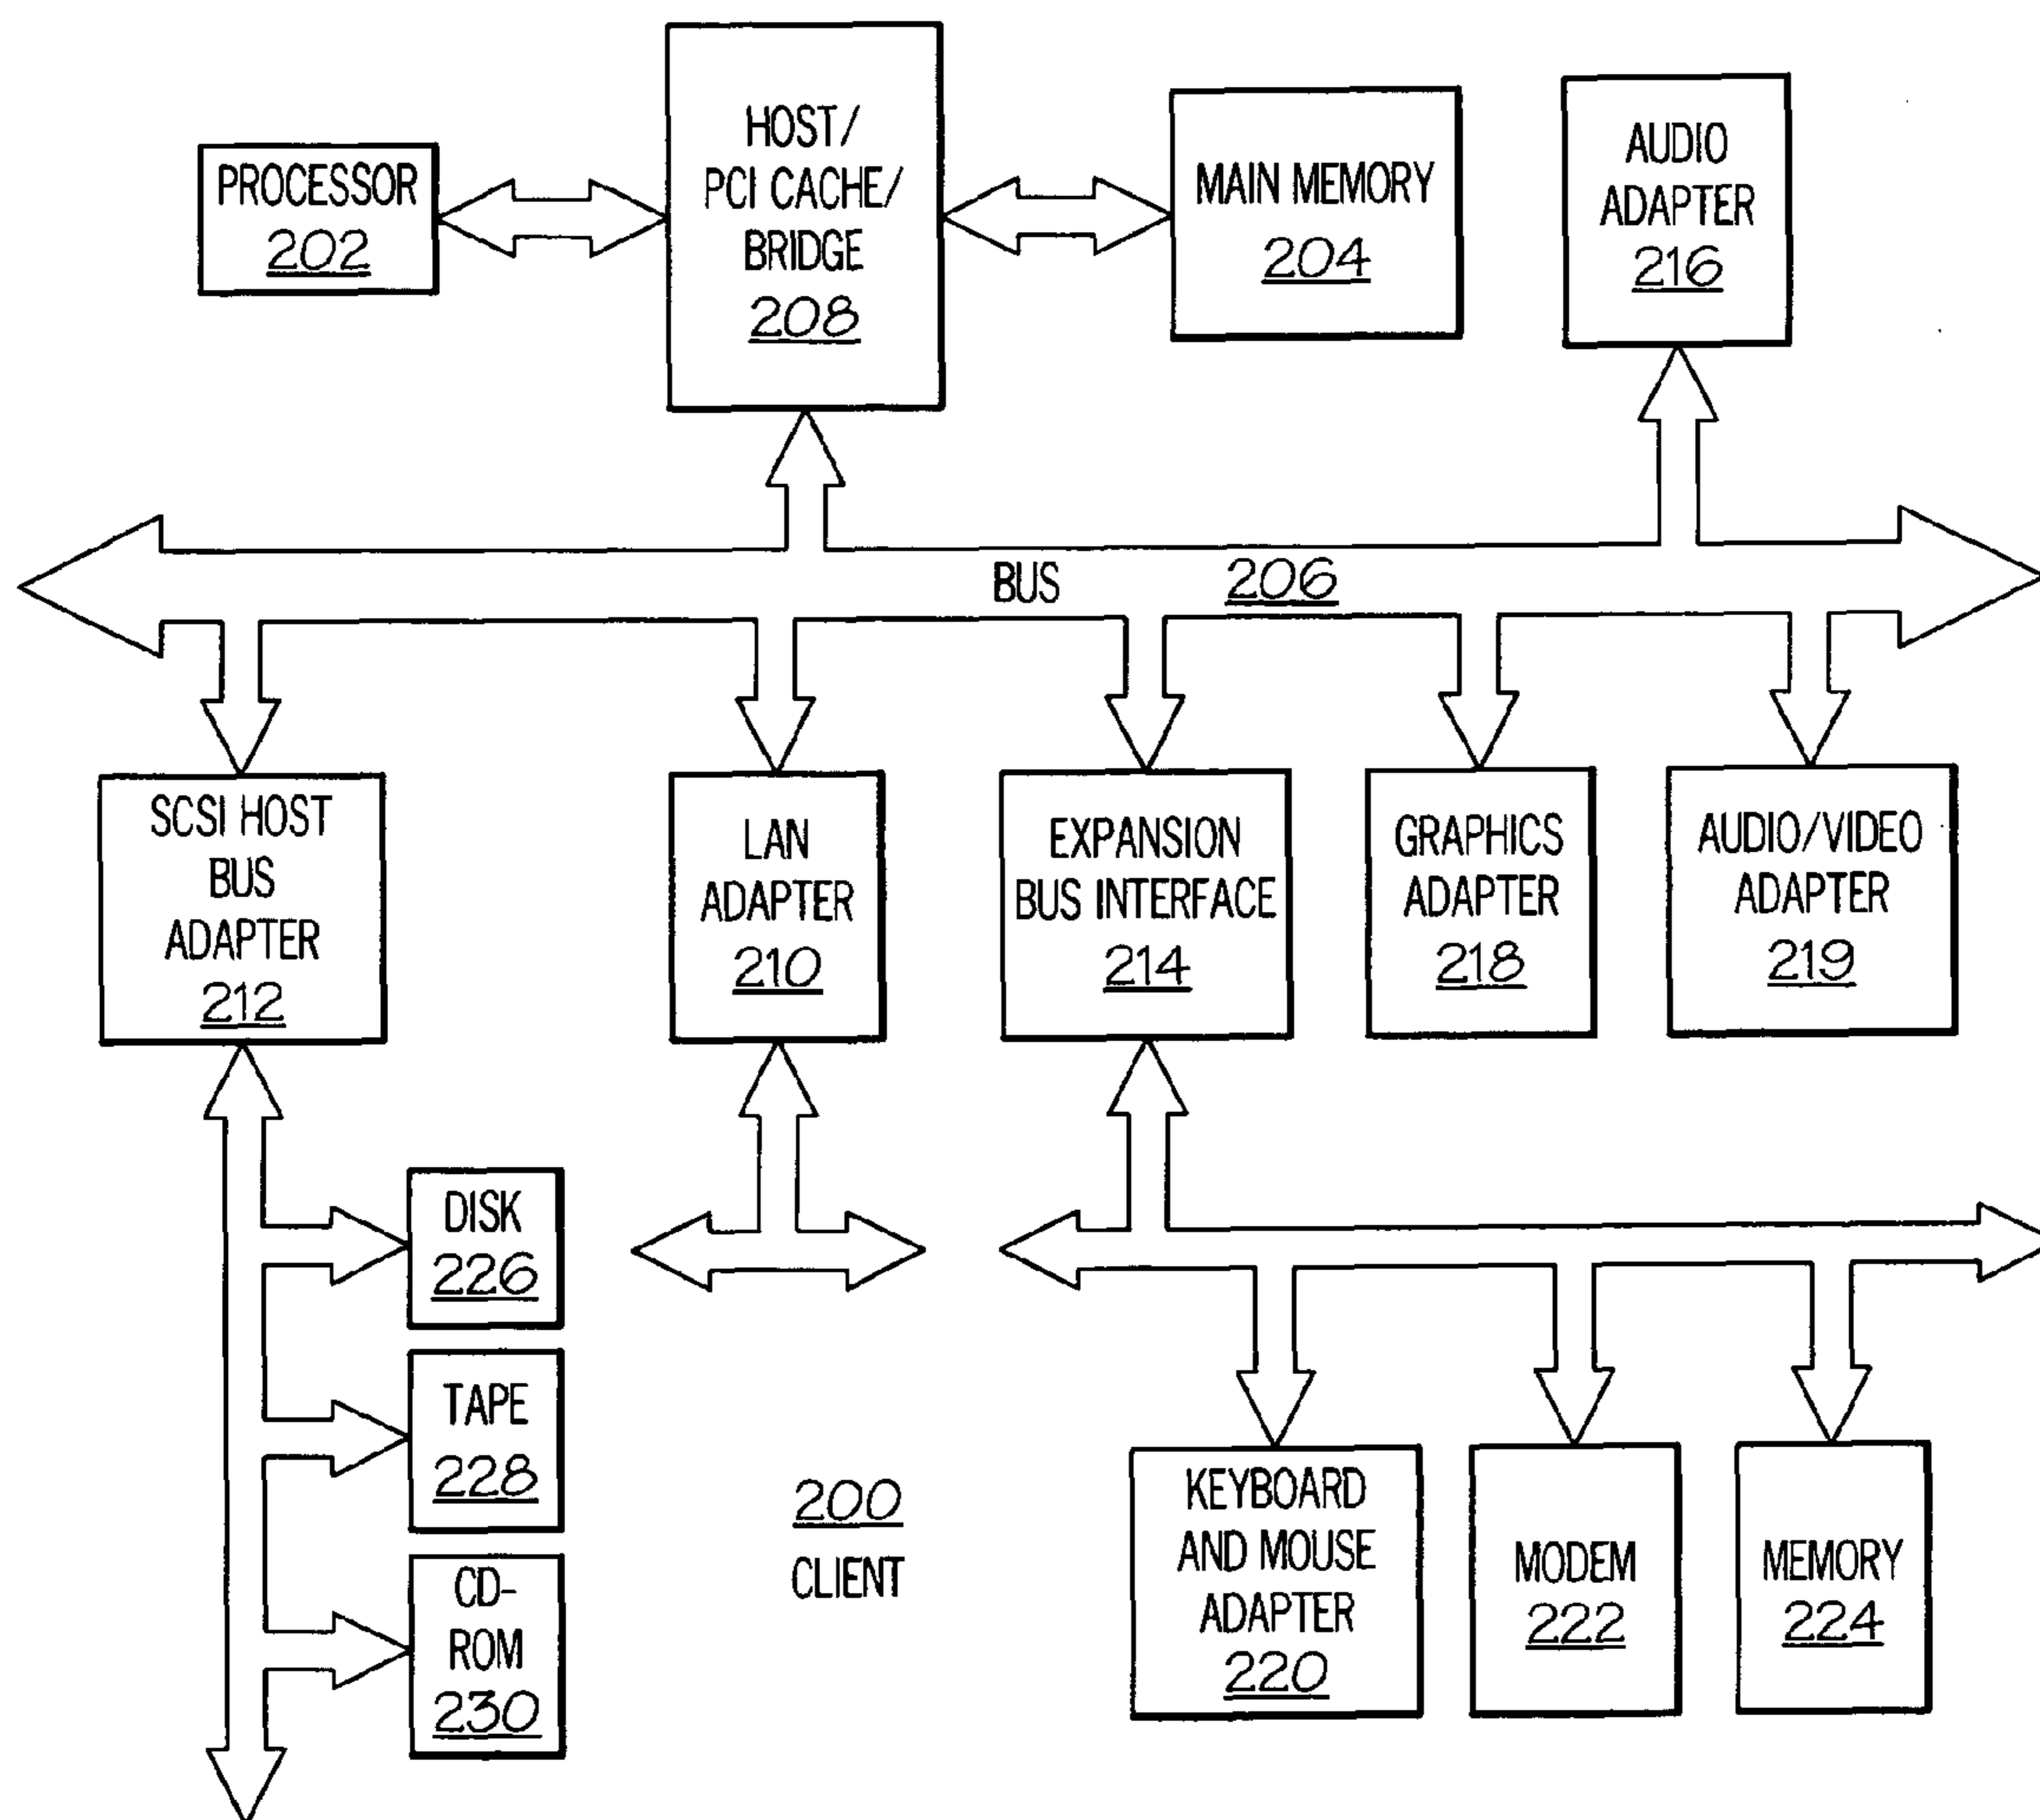 PROCESSOR
202
HOST/
PCI CACHE/
BRIDGE
208
MAIN MEMORY
204
AUDIO
ADAPTER
216
BUS 206
SCSI HOST
BUS
ADAPTER
212
LAN
ADAPTER
210
EXPANSION
BUS INTERFACE
214
GRAPHICS
ADAPTER
218
AUDIO/VIDEO
ADAPTER
219
DISK
226
TAPE
228
CD-
ROM
230
200
CLIENT
KEYBOARD
AND MOUSE
ADAPTER
220
MODEM
222
MEMORY
224